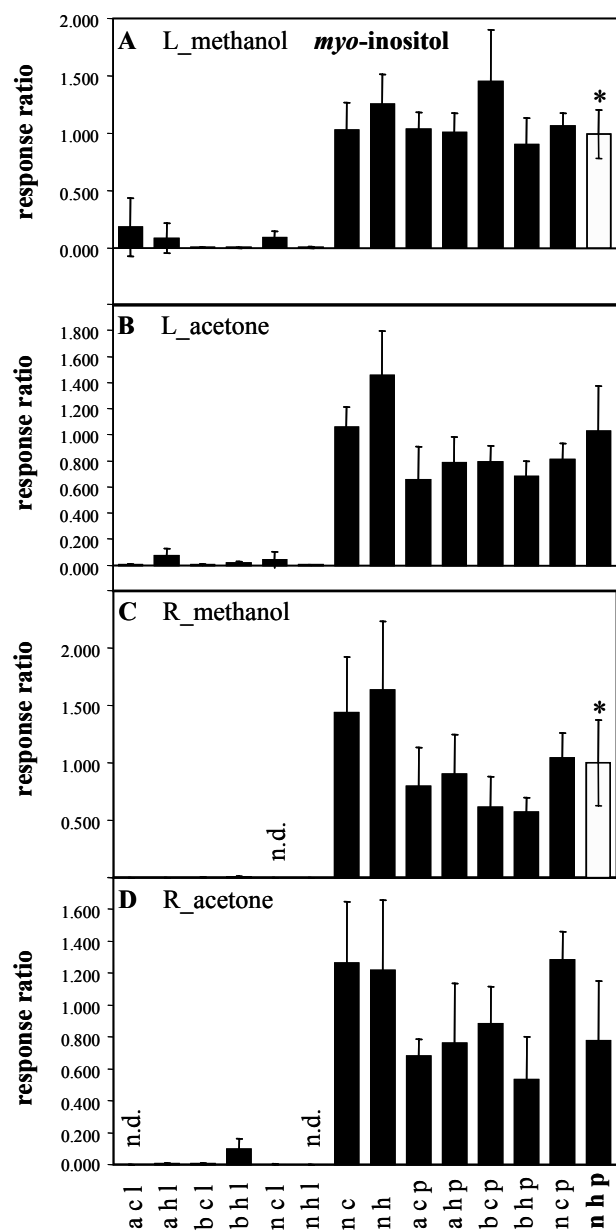 A L_methanol myo-inositol
response ratio
2.000
1.500
1.000
0.500
0.000
*
B L_acetone
response ratio
1.800
1.600
1.400
1.200
1.000
0.800
0.600
0.400
0.200
0.000
C R_methanol
response ratio
2.000
1.500
1.000
0.500
n.d.
*
D R_acetone
response ratio
1.600
1.400
1.200
1.000
0.800
0.600
0.400
0.200
0.000
n.d.
n.d.
a c l
a h l
b c l
b h l
n c l
n h l
n c
n h
a c p
a h p
b c p
b h p
n c p
n h p